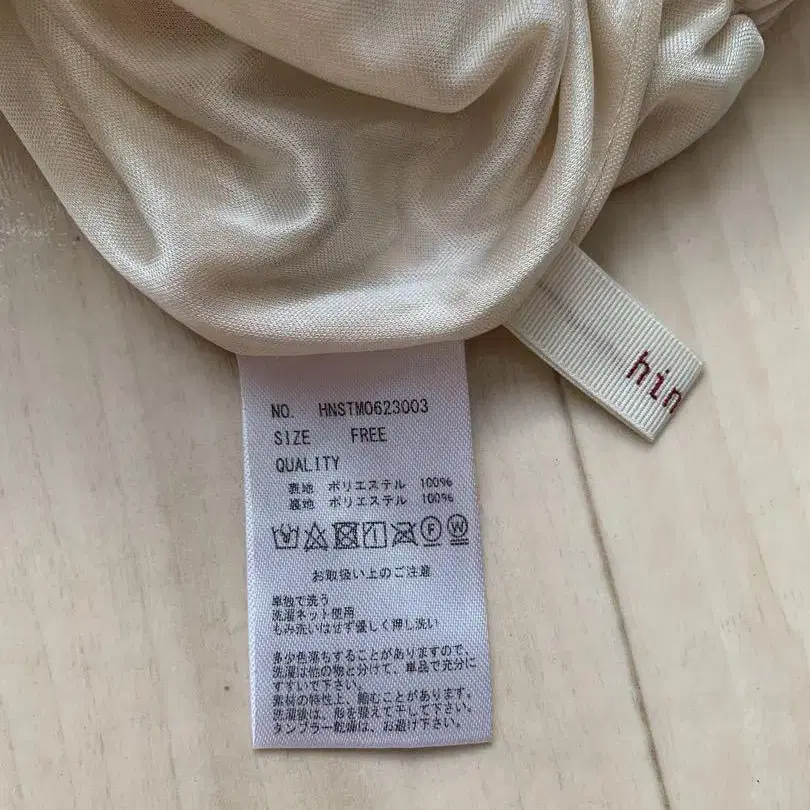 NO. HNSTM0623003
SIZE FREE
QUALITY
表地 ポリエステル 100%
裏地 ポリエステル 100%
F W
お取扱い上のご注意
単独で洗う
洗濯ネット使用
もみ洗いはせず優しく押し洗い
多少色落ちすることがありますので、
洗濯は他の物と分けて、単品で充分に
すすいで下さい。
素材の特性上、縮むことがあります。
洗濯後は、形を整えて干して下さい。
タンブラー乾燥は、お避け下さい。
hin